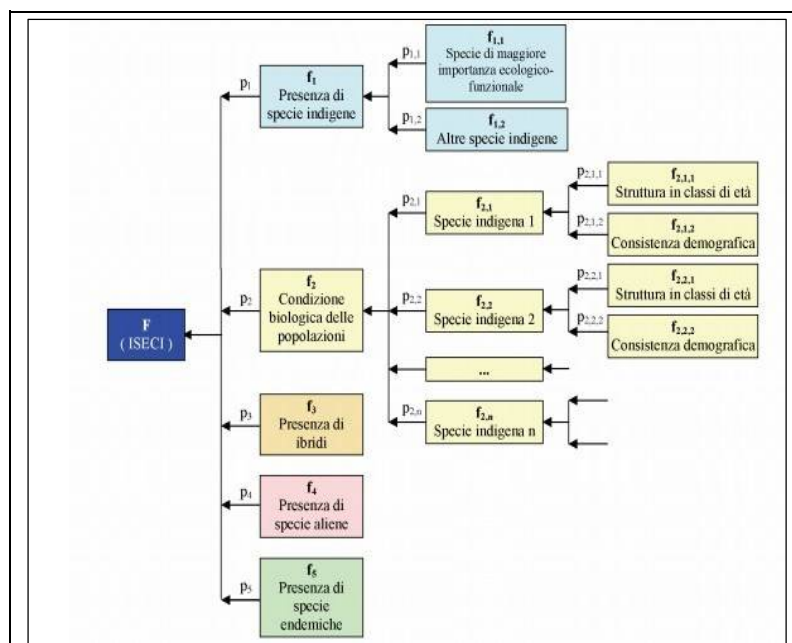 p1
f1
Presenza di
specie indigene
p1,1
f1,1
Specie di maggiore
importanza ecologico-
funzionale
p1,2
f1,2
Altre specie indigene
F
( ISECI )
p2
f2
Condizione
biologica delle
popolazioni
p2,1
f2,1
Specie indigena 1
p2,1,1
f2,1,1
Struttura in classi di età
p2,1,2
f2,1,2
Consistenza demografica
p2,2
f2,2
Specie indigena 2
p2,2,1
f2,2,1
Struttura in classi di età
p2,2,2
f2,2,2
Consistenza demografica
...
p2,n
f2,n
Specie indigena n
p3
f3
Presenza di
ibridi
p4
f4
Presenza di
specie aliene
p5
f5
Presenza di
specie
endemiche